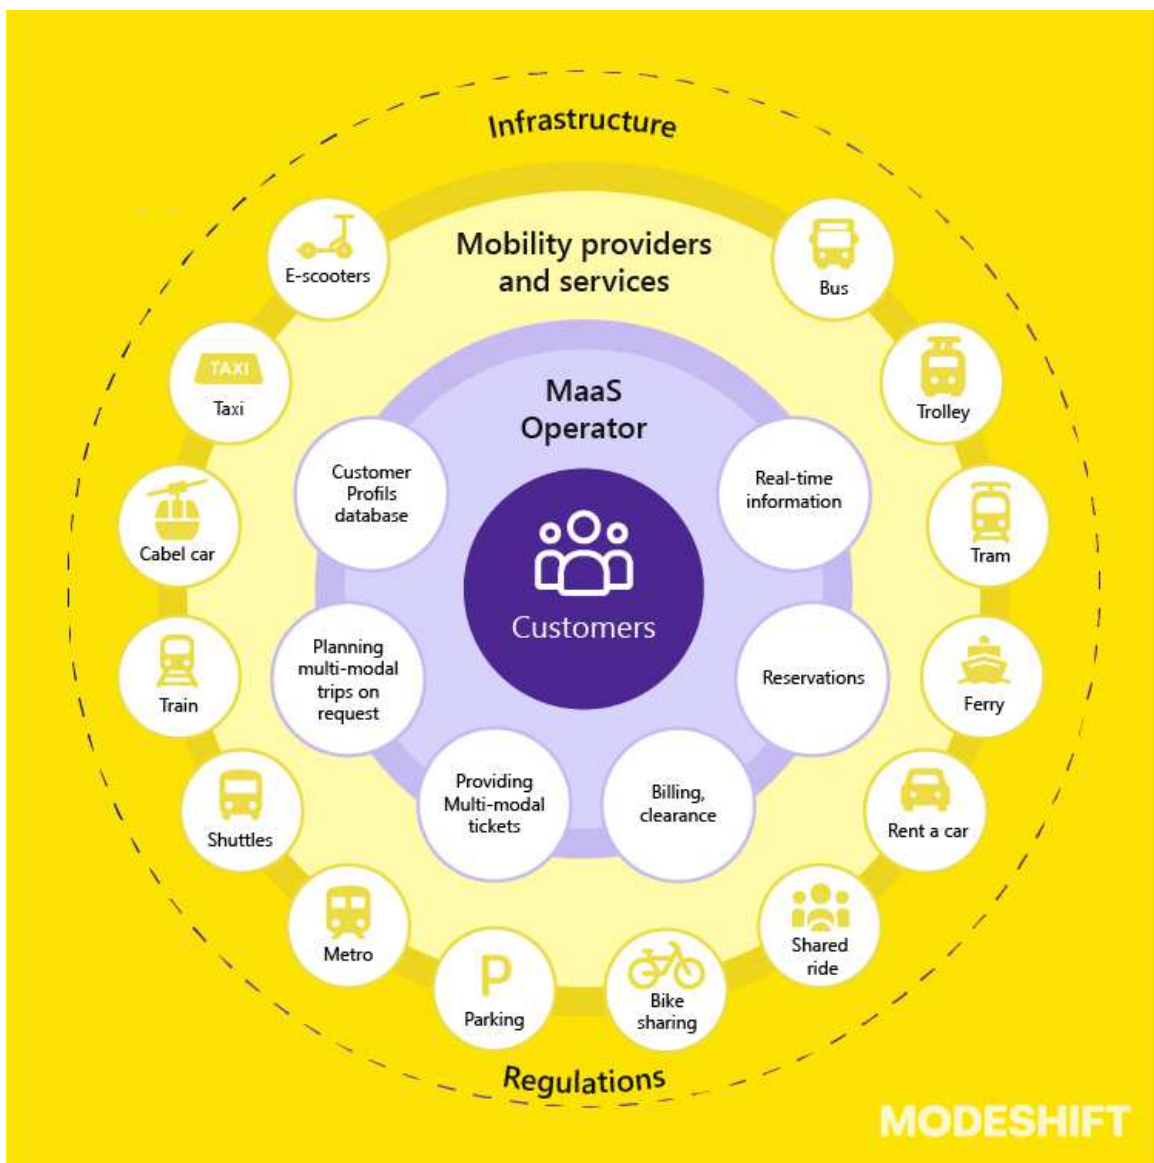 Infrastructure
Mobility providers
and services
E-scooters
Bus
TAXI
Taxi
Trolley
MaaS
Operator
Customer
Profils
database
Real-time
information
Cabel car
Tram
Customers
Planning
multi-modal
trips on
request
Reservations
Train
Ferry
Providing
Multi-modal
tickets
Billing,
clearance
Shuttles
Rent a car
Metro
Shared
ride
P
Parking
Bike
sharing
Regulations
MODESHIFT